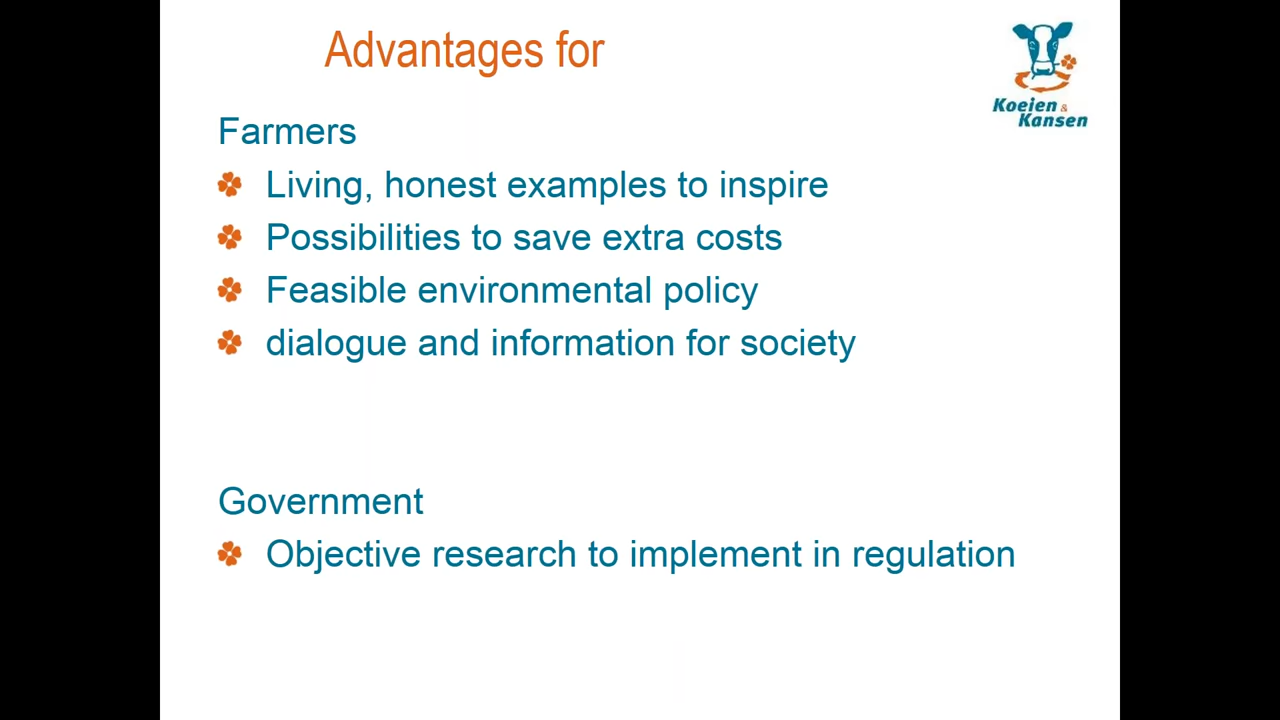 Advantages for
Koeien &
Kansen
Farmers
Living, honest examples to inspire
Possibilities to save extra costs
Feasible environmental policy
dialogue and information for society
Government
Objective research to implement in regulation